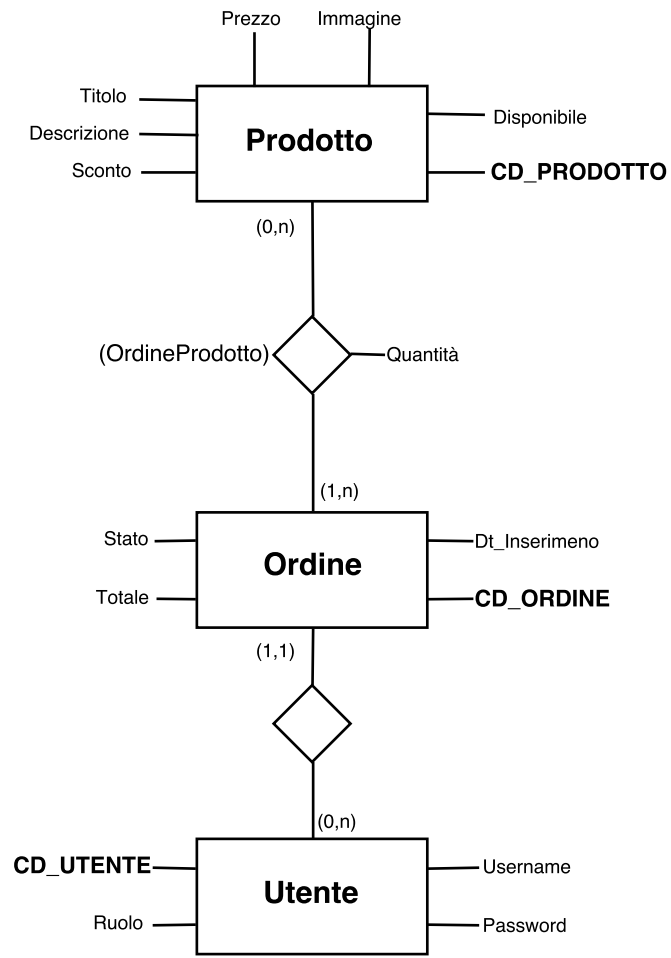 Prezzo
Immagine
Titolo
Descrizione
Sconto
Prodotto
Disponibile
CD_PRODOTTO
(0,n)
(OrdineProdotto)
Quantità
(1,n)
Stato
Totale
Ordine
Dt_Inserimeno
CD_ORDINE
(1,1)
(0,n)
CD_UTENTE
Ruolo
Utente
Username
Password